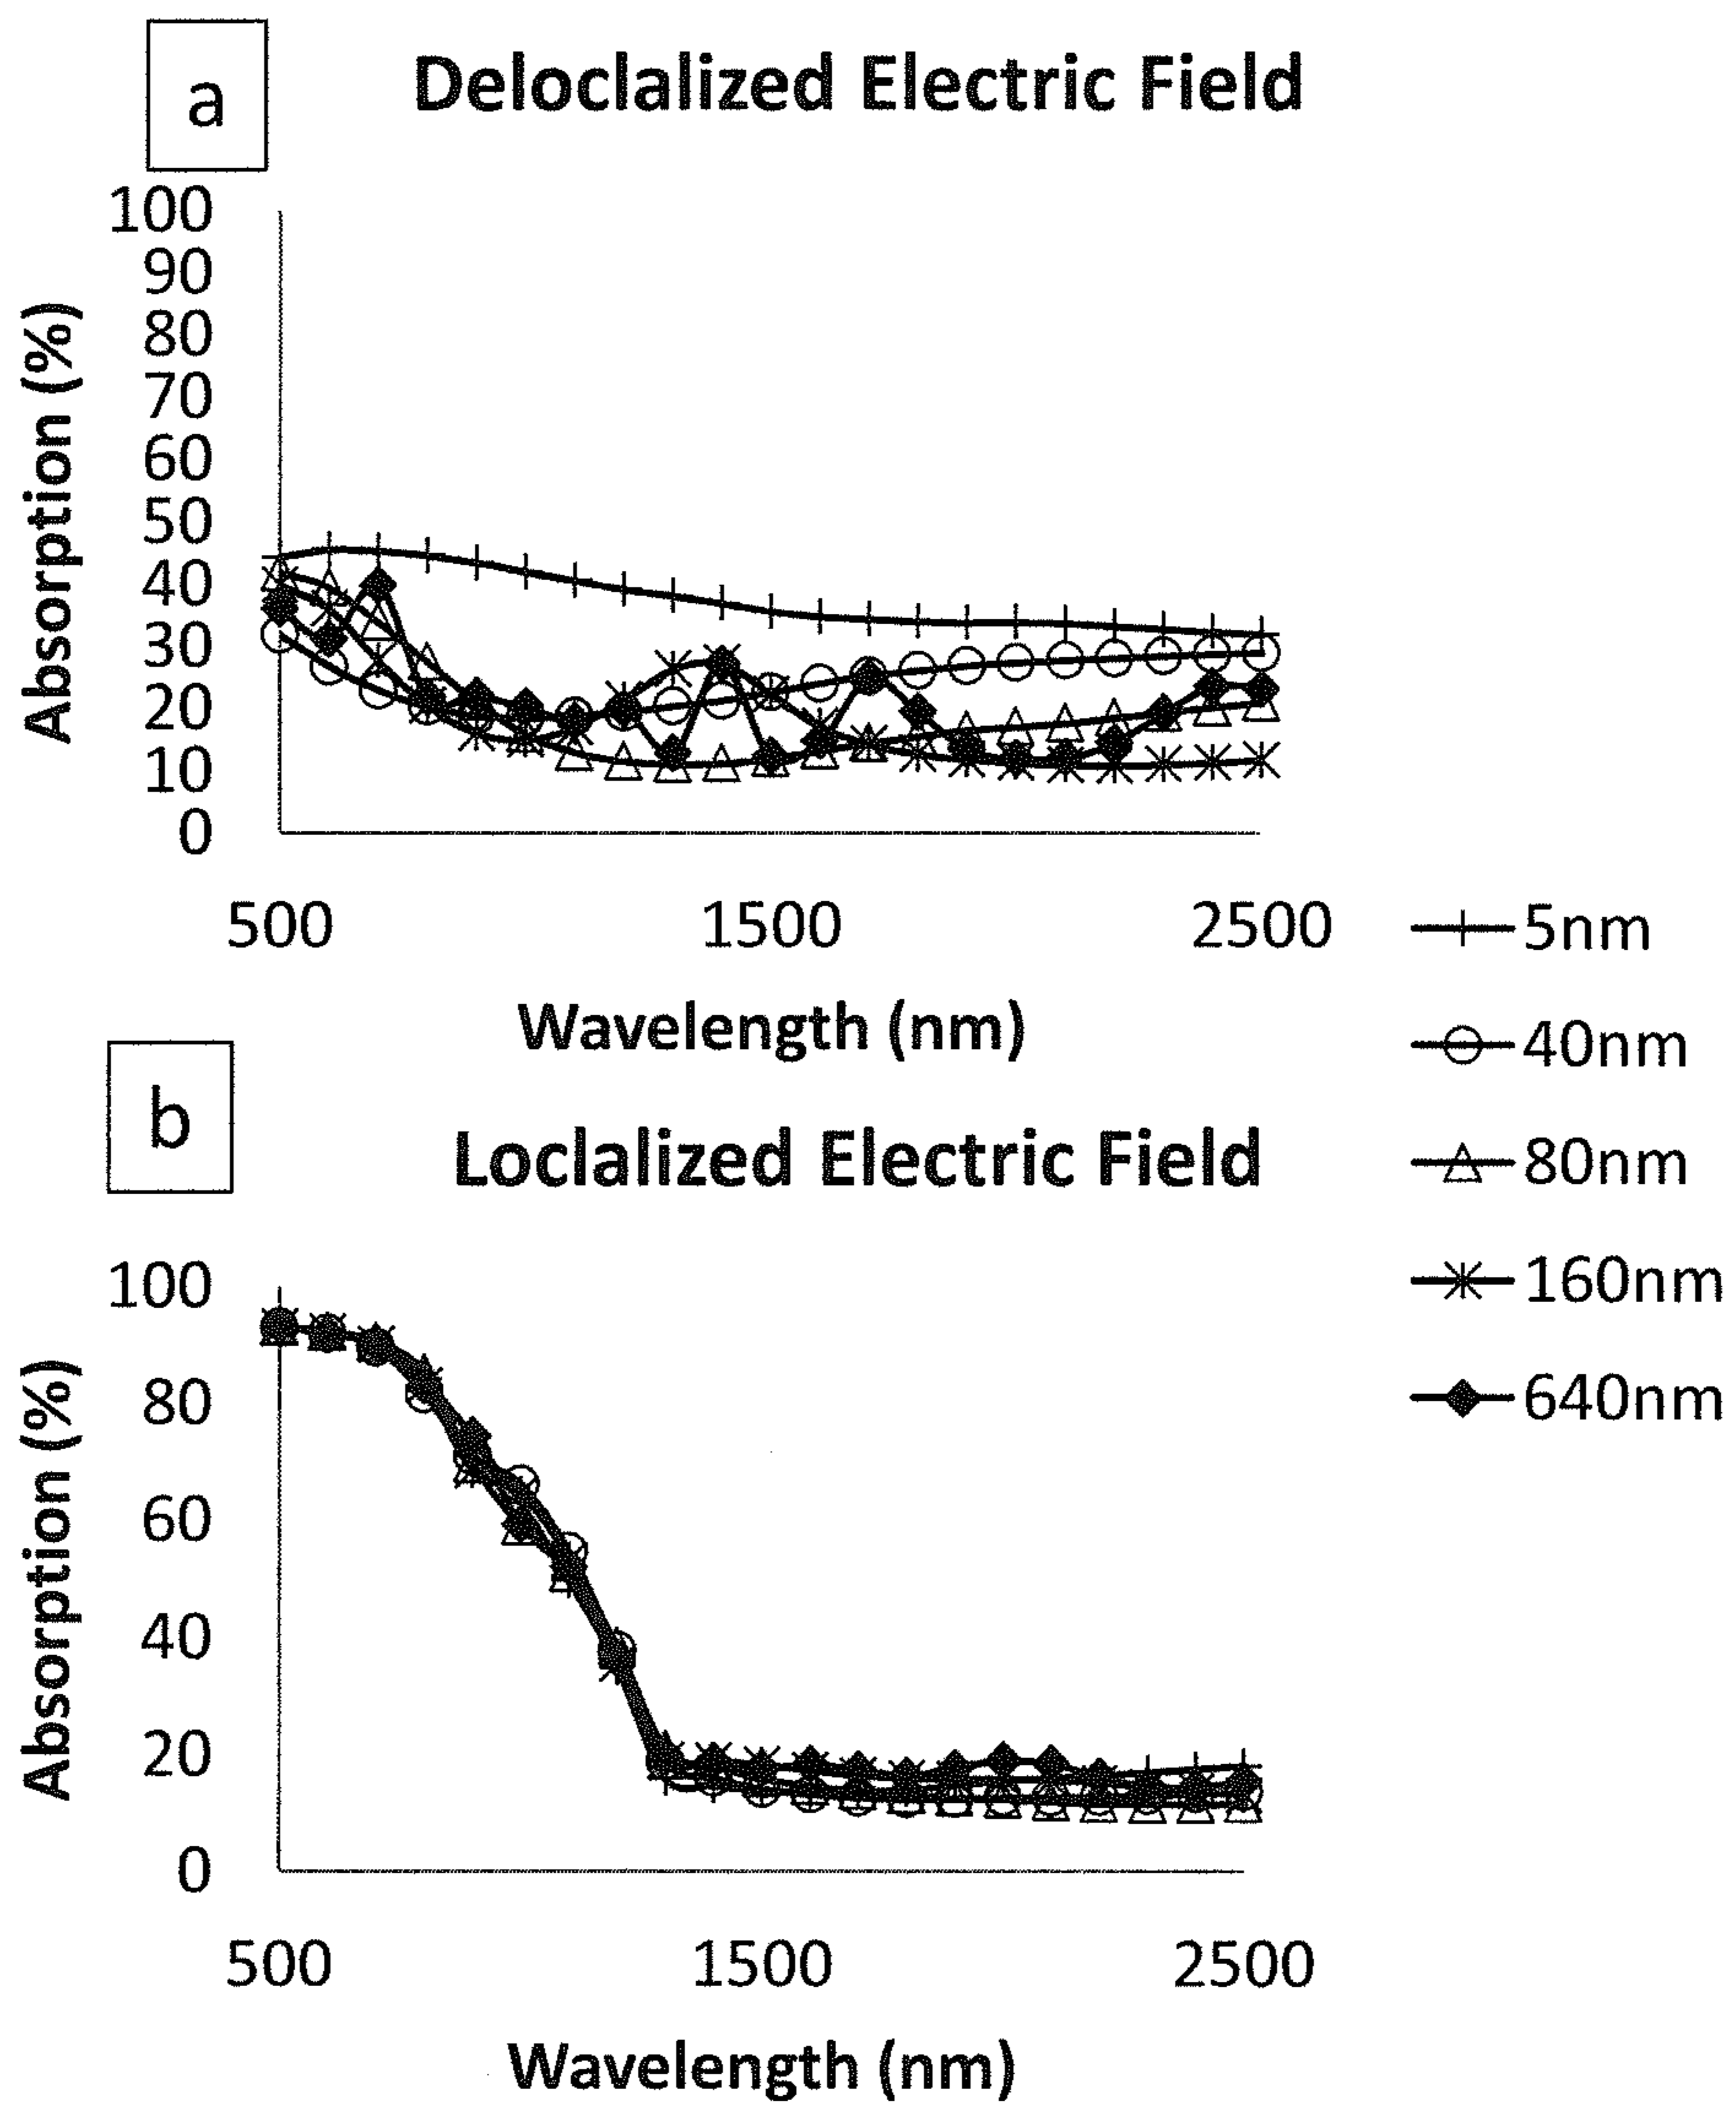 a
Deloclalized Electric Field
Absorption (%)
100
90
80
70
60
50
40
30
20
10
0
500 1500 2500
Wavelength (nm)
5nm
40nm
80nm
160nm
640nm
b
Loclalized Electric Field
Absorption (%)
100
80
60
40
20
0
500 1500 2500
Wavelength (nm)